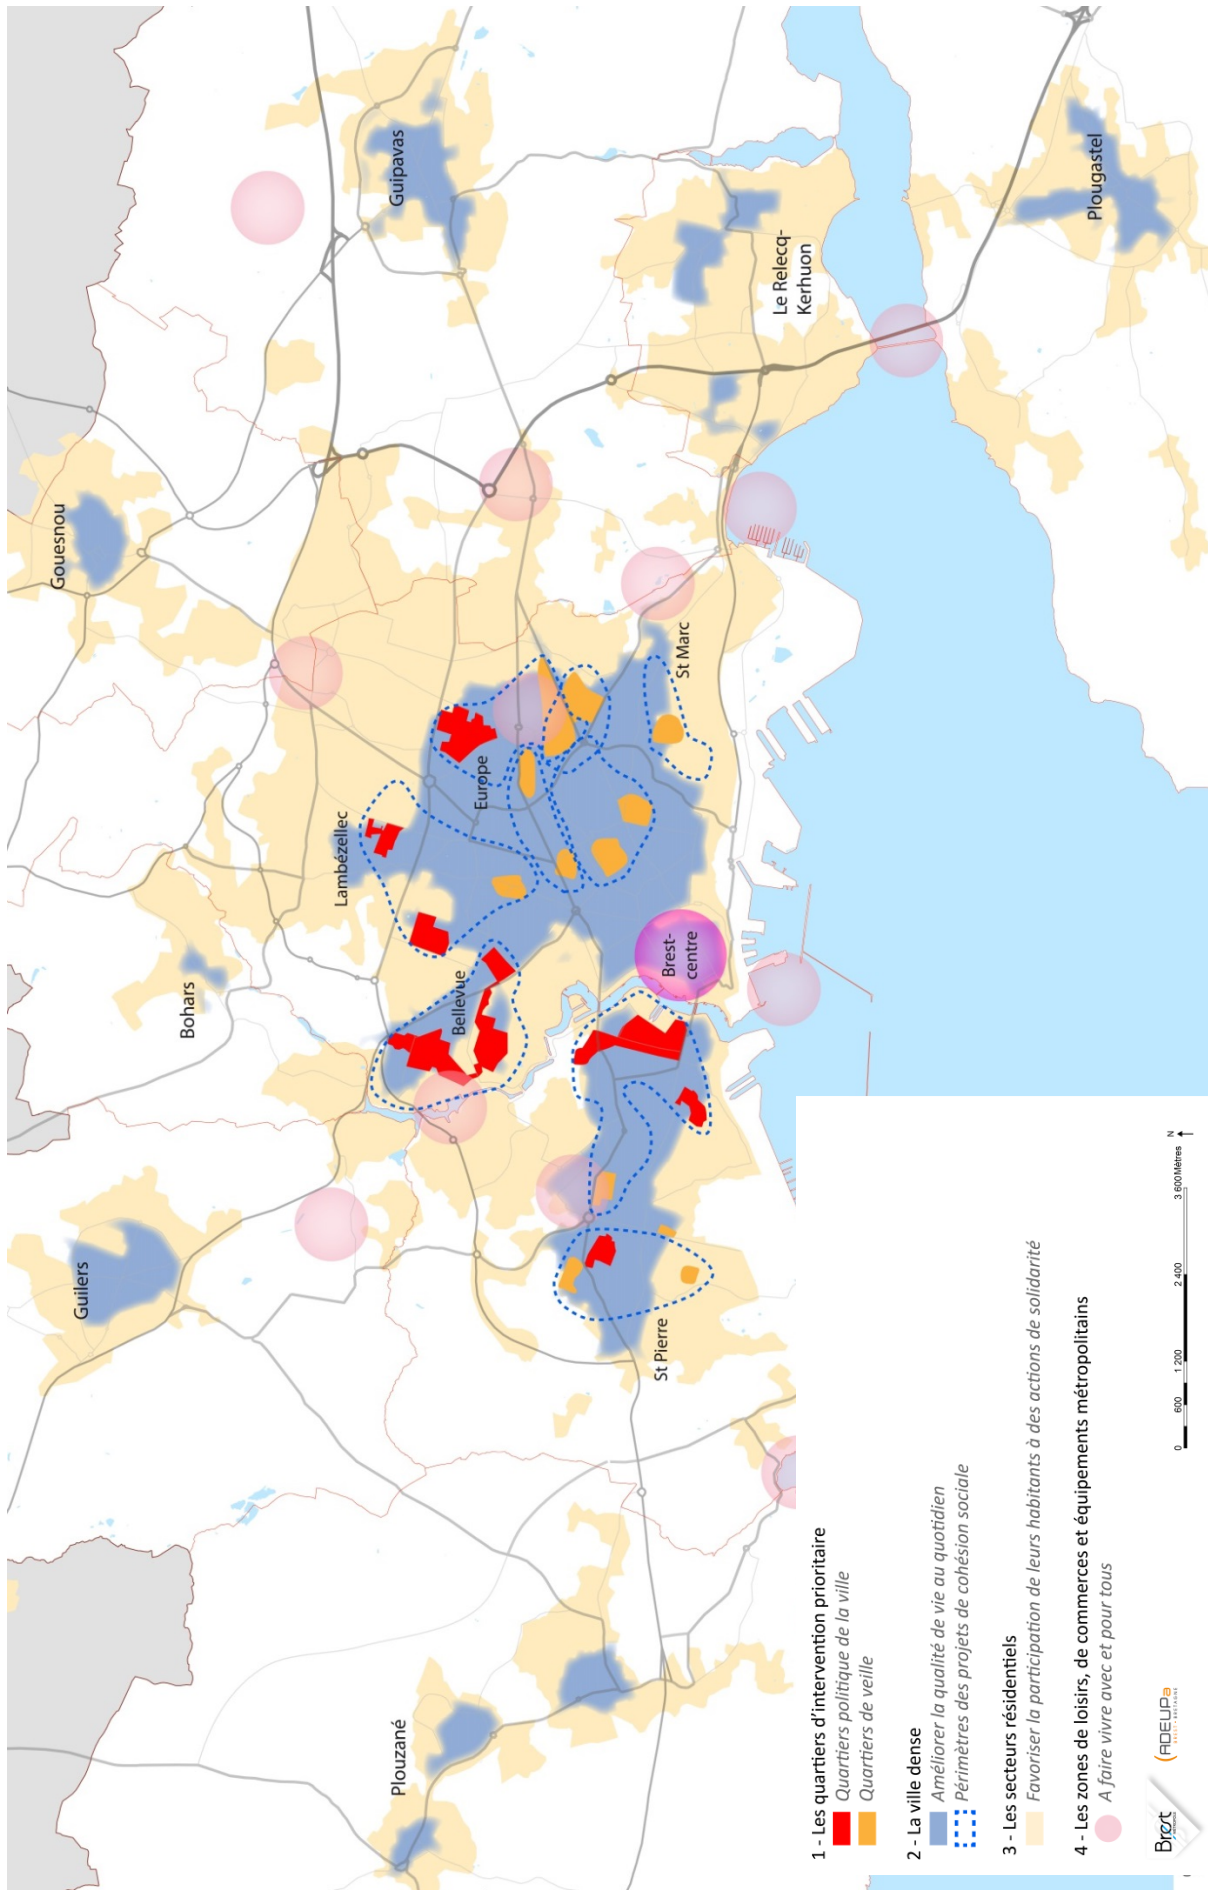 Guipavas
Plougastel
Le Relecq-
Kerhuon
Gouesnou
St Marc
Europe
Lambézellec
Bohars
Bellevue
Brest-
centre
Guilers
St Pierre
Plouzané
1 - Les quartiers d'intervention prioritaire
Quartiers politique de la ville
Quartiers de veille
2 - La ville dense
Améliorer la qualité de vie au quotidien
Périmètres des projets de cohésion sociale
3 - Les secteurs résidentiels
Favoriser la participation de leurs habitants à des actions de solidarité
4 - Les zones de loisirs, de commerces et équipements métropolitains
A faire vivre avec et pour tous
0 600 1 200 2 400 3 600 Mètres
N
Brest
ADEUPa